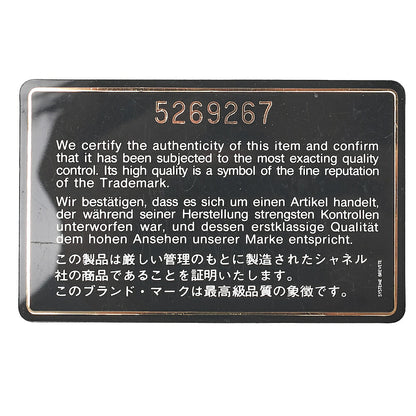 5269267
We certify the authenticity of this item and confirm
that it has been subjected to the most exacting quality
control. Its high quality is a symbol of the fine reputation
of the Trademark.
Wir bestätigen, dass es sich um einen Artikel handelt,
der während seiner Herstellung strengsten Kontrollen
unterworfen war, und dessen erstklassige Qualität
dem hohen Ansehen unserer Marke entspricht.
この製品は厳しい管理のもとに製造されたシャネル
社の商品であることを証明いたします。
このブランド・マークは最高級品質の象徴です。
SYSTEME